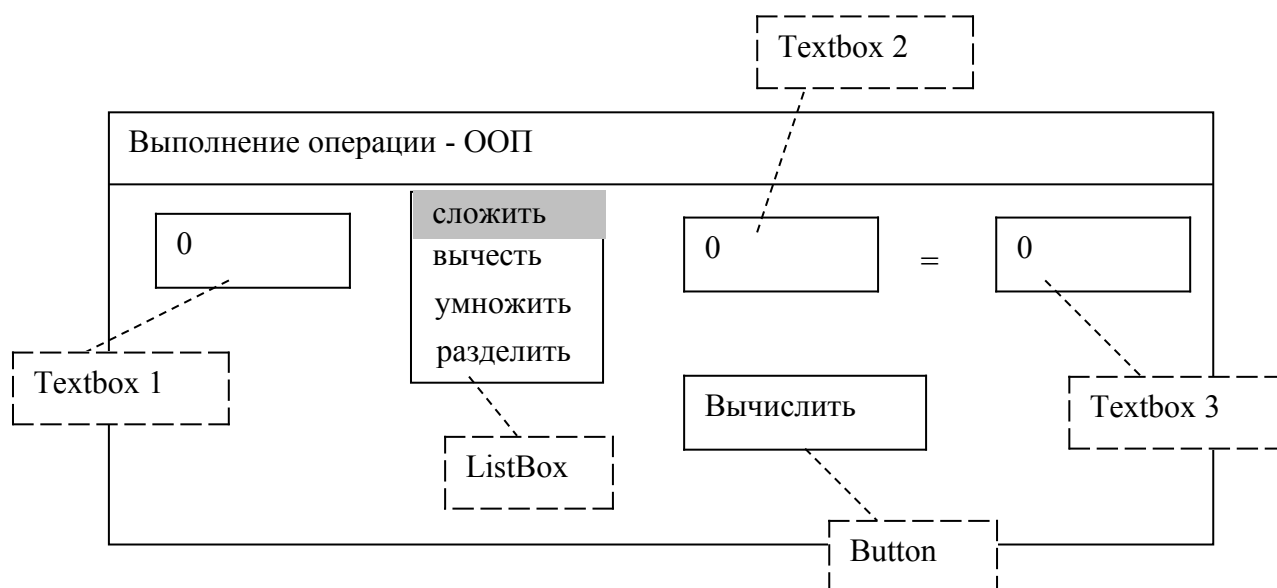 Textbox 2
Выполнение операции - ООП
сложить
0
вычесть
0
=
0
умножить
разделить
Textbox 1
Вычислить
Textbox 3
ListBox
Button